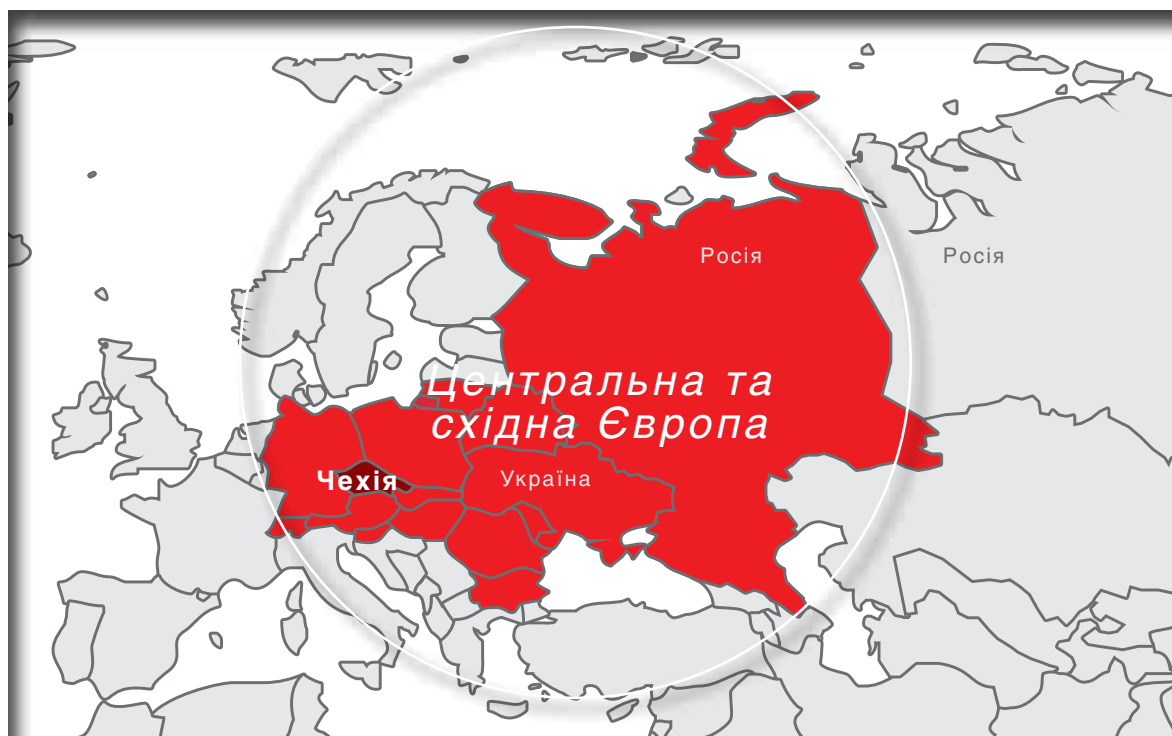 Росія
Росія
Центральна та
східна Європа
Чехія
Україна